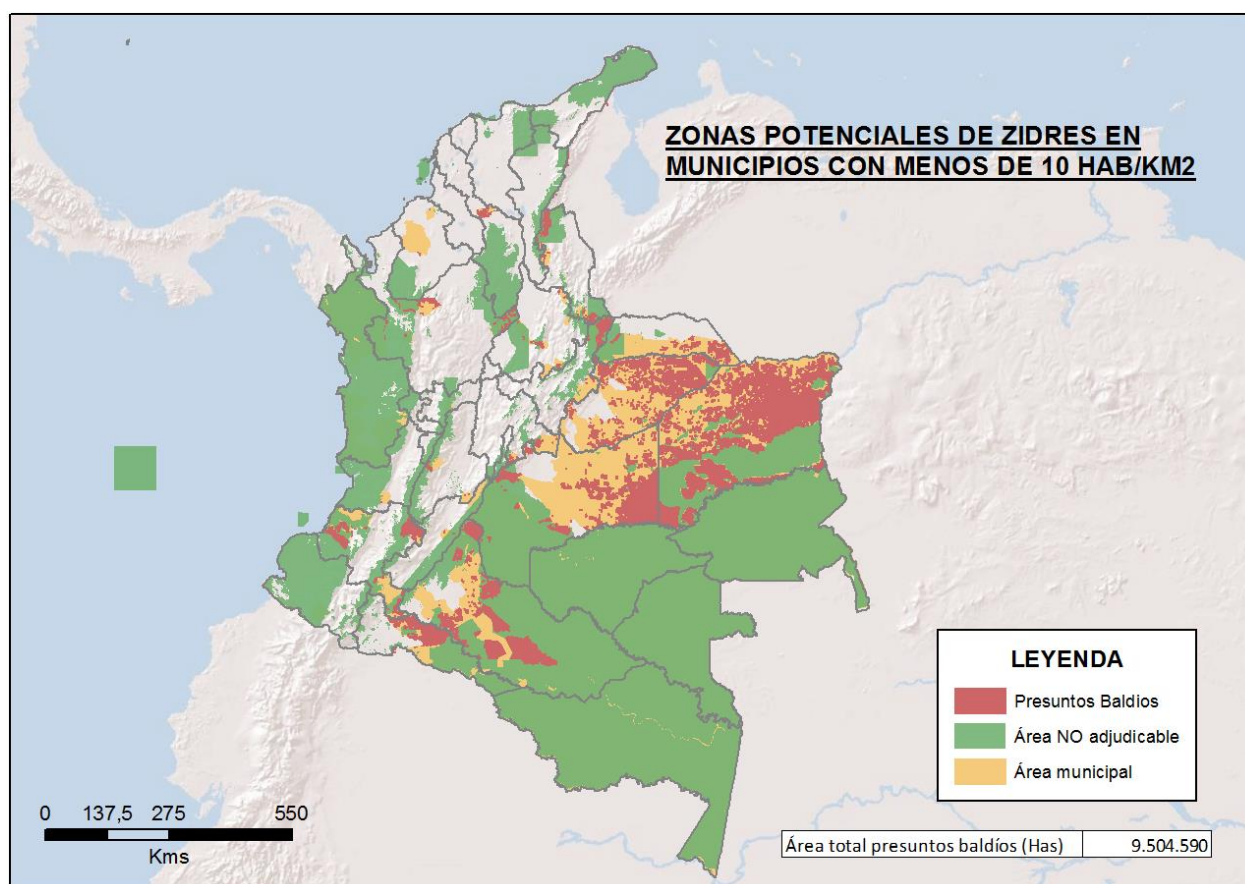 ZONAS POTENCIALES DE ZIDRES EN
MUNICIPIOS CON MENOS DE 10 HAB/KM2
LEYENDA
Presuntos Baldios
Área NO adjudicable
Área municipal
0 137,5 275 550
Kms
Área total presuntos baldíos (Has) 9.504.590